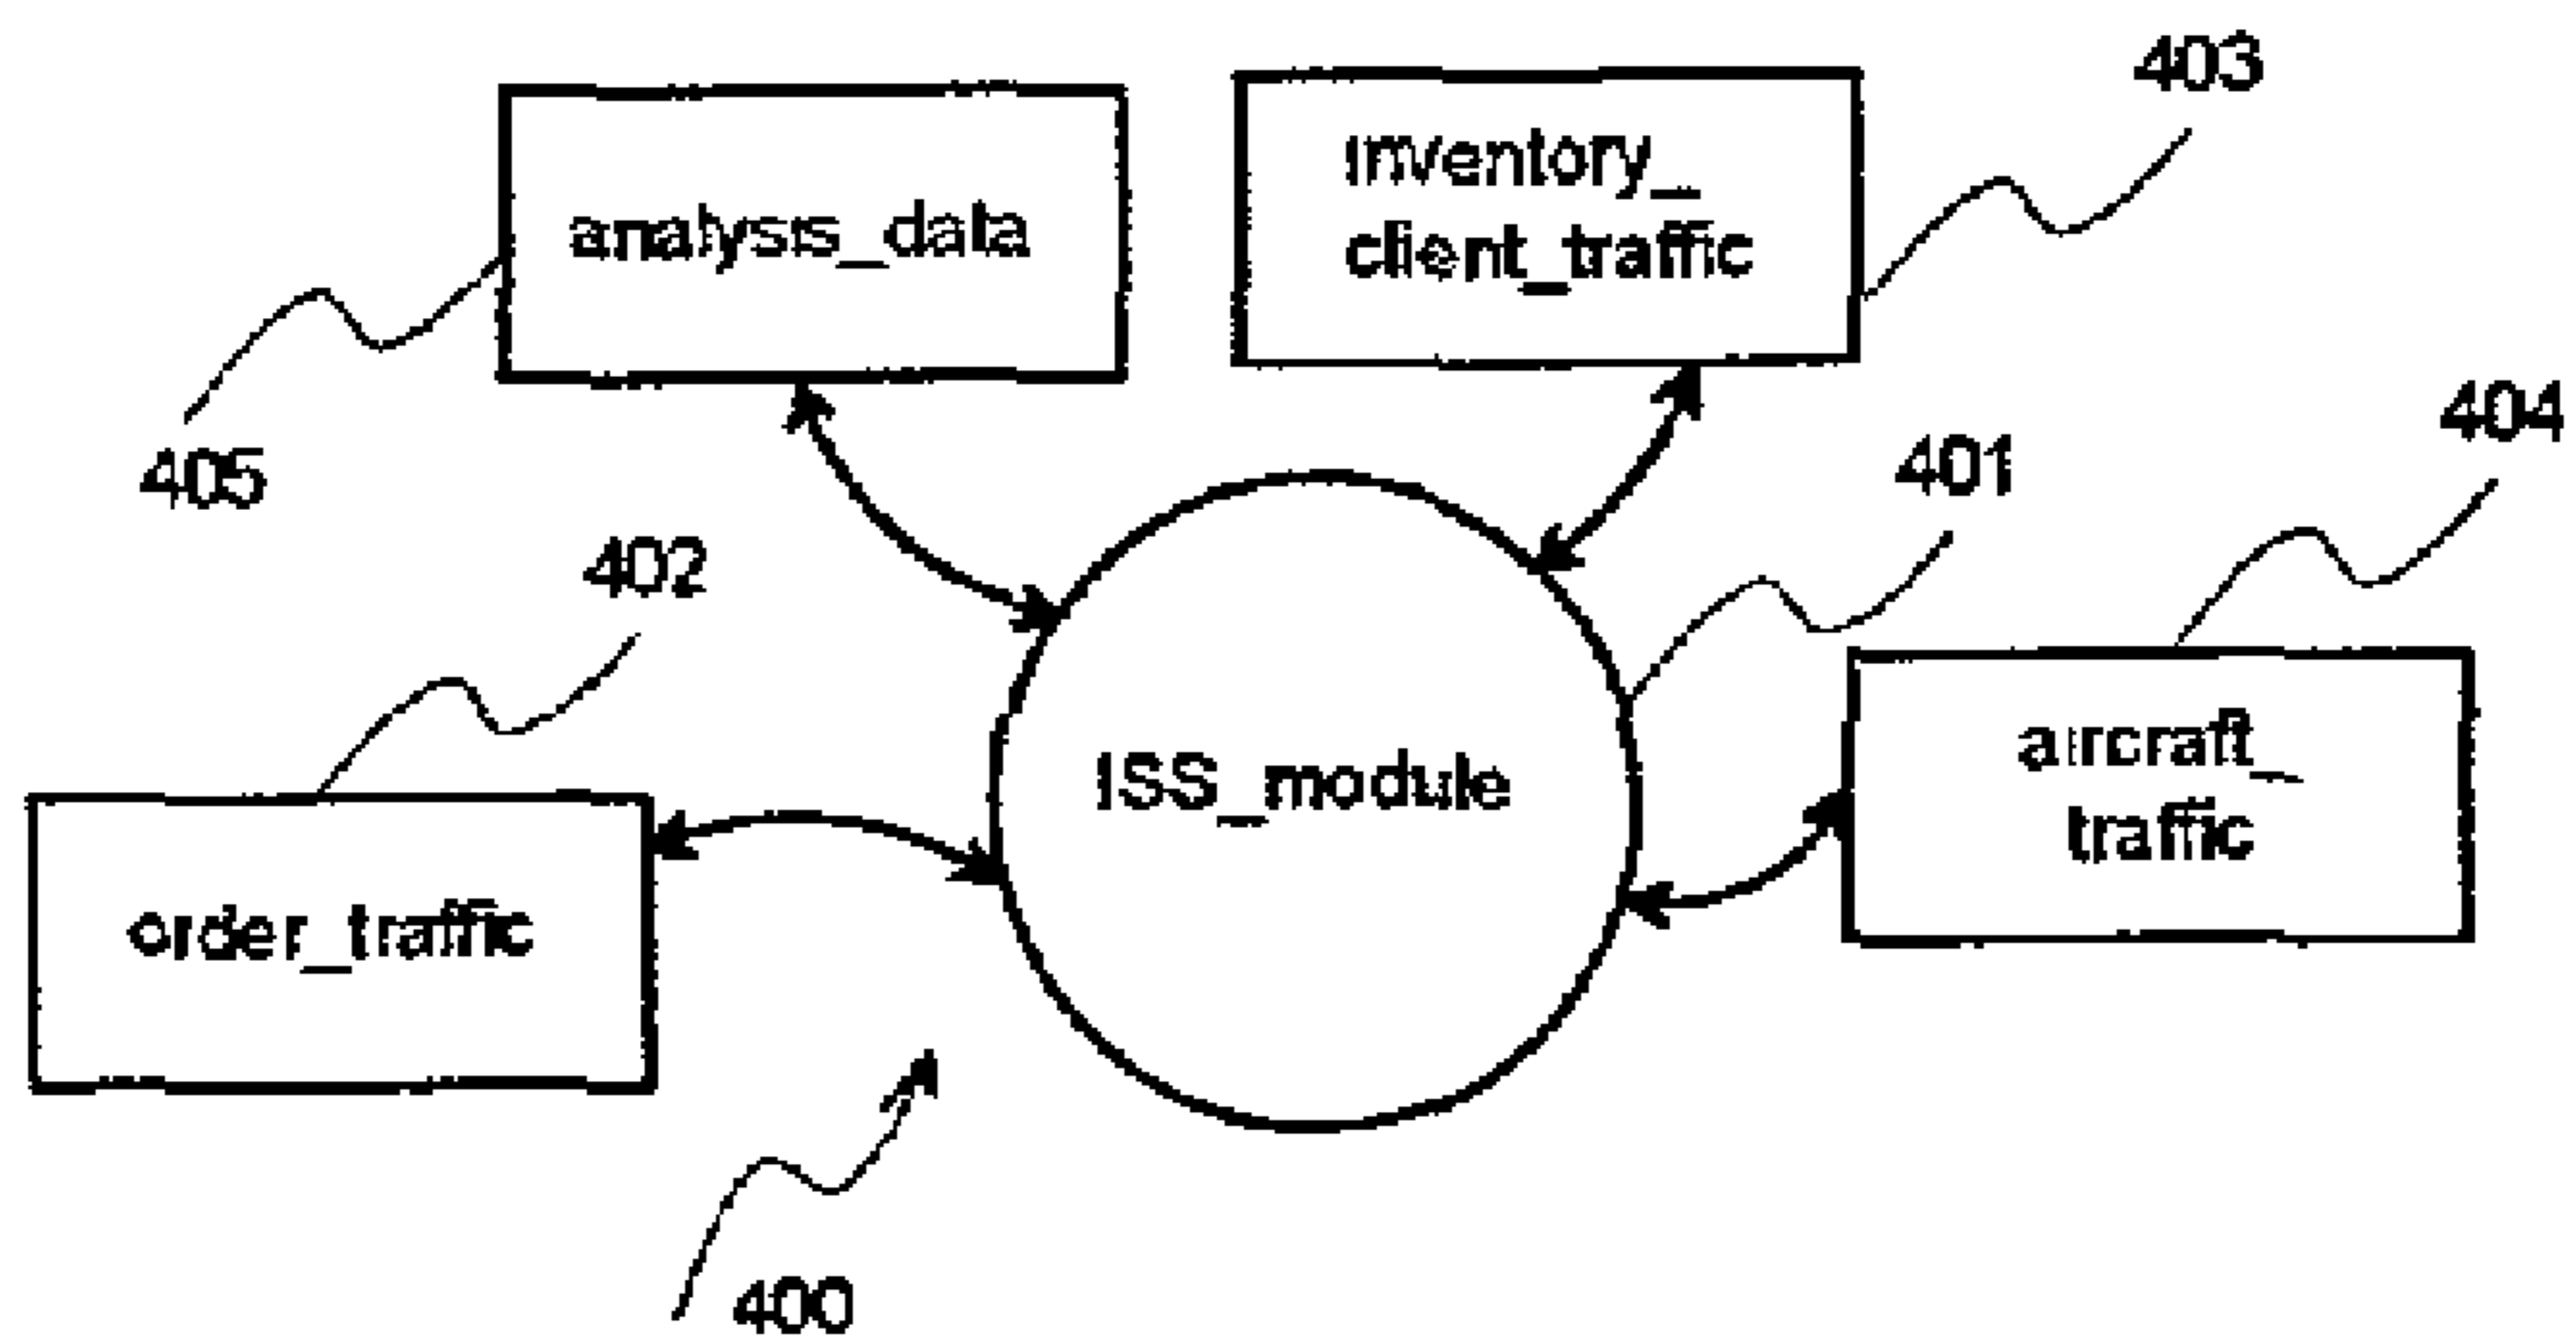 403
inventory_
client_traffic
analysis_data
404
401
405
402
aircraft_
traffic
ISS_module
order_traffic
400